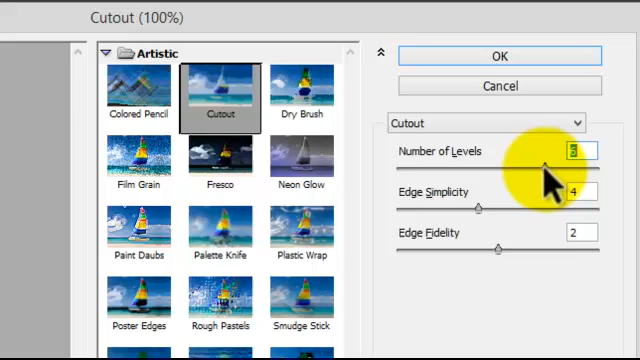 Cutout (100%)
Artistic
Colored Pencil
Cutout
Dry Brush
Film Grain
Fresco
Neon Glow
Paint Daubs
Palette Knife
Plastic Wrap
Poster Edges
Rough Pastels
Smudge Stick
OK
Cancel
Cutout
Number of Levels
Edge Simplicity 4
Edge Fidelity 2